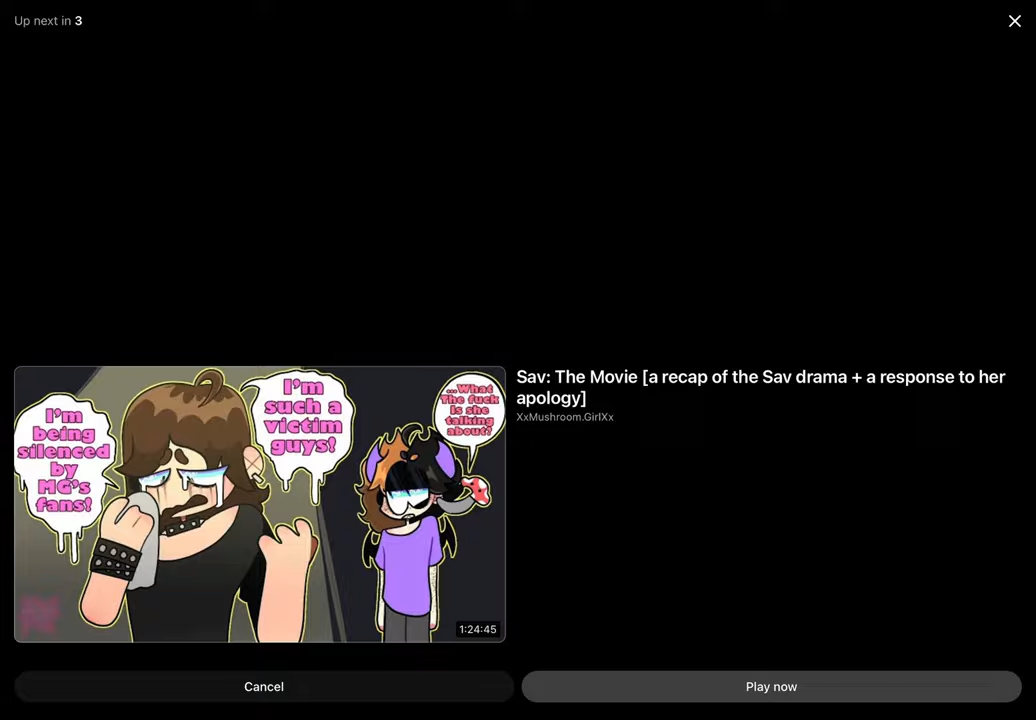 Up next in 3
I'm
being
silenced
by
MG's
fans!
I'm
such a
victim
guys!
...What
The fuck
is she
talking
about?
1:24:45
Sav: The Movie [a recap of the Sav drama + a response to her
apology]
XxMushroom.GirlXx
Cancel
Play now